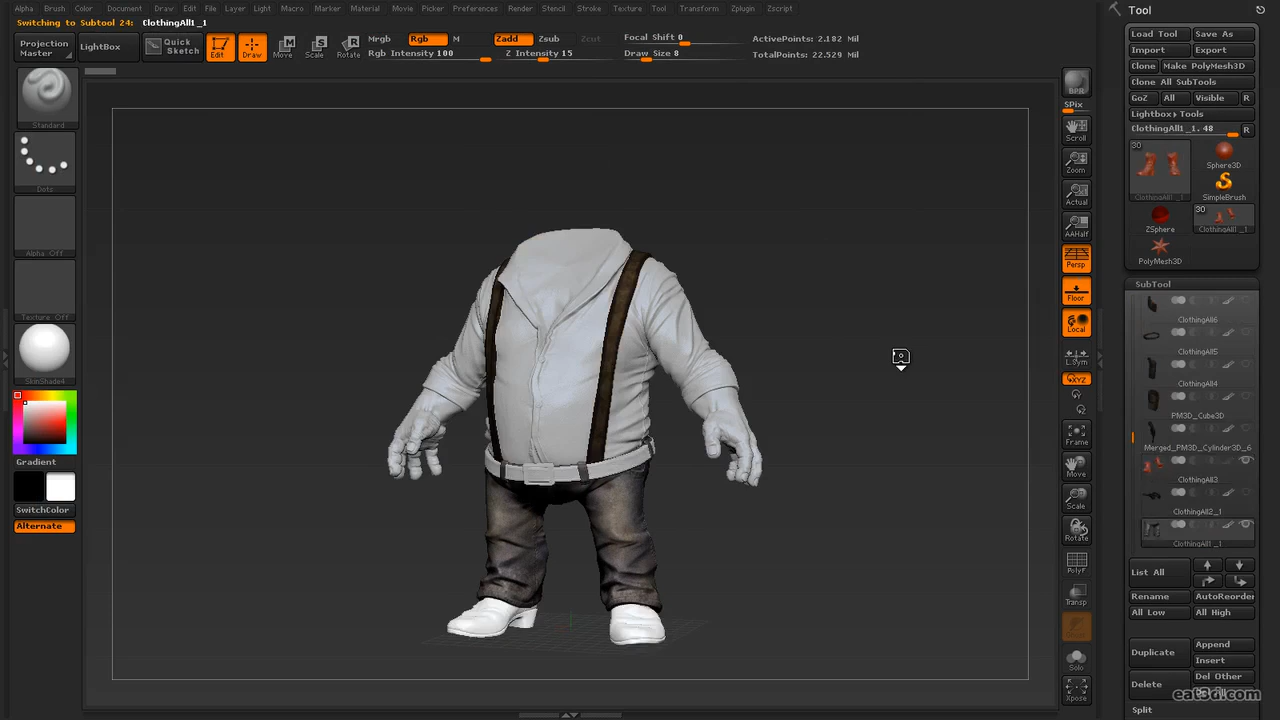 Alpha Brush Color Document Draw Edit File Layer Light Macro Marker Material Movie Picker Preferences Render Stencil Stroke Texture Tool Transform Zplugin Zscript
Switching to Subtool 24: ClothingAll1_1
Projection Master
LightBox
Quick Sketch
Edit
Draw
Move
Scale
Rotate
Mrgb Rgb M
Rgb Intensity 100
Zadd Zsub Zcut
Z Intensity 15
Focal Shift 0
Draw Size 8
ActivePoints: 2.182 Mil
TotalPoints: 22.529 Mil
Standard
Dots
Alpha Off
Texture Off
SkinShade4
Gradient
SwitchColor
Alternate
BPR
SPix
Scroll
Zoom
Actual
AAHalf
Persp
Floor
Local
L.Sym
XYZ
Frame
Move
Scale
Rotate
PolyF
Transp
Solo
Xpose
Tool
Load Tool Save As
Import Export
Clone Make PolyMesh3D
Clone All SubTools
GoZ All Visible R
Lightbox▸Tools
ClothingAll1_1. 48 R
30
ClothingAll1_1
Sphere3D
SimpleBrush
ZSphere
30
ClothingAll1_1
PolyMesh3D
SubTool
ClothingAll6
ClothingAll5
ClothingAll4
PM3D_Cube3D
Merged_PM3D_Cylinder3D_6
ClothingAll3
ClothingAll2_1
ClothingAll1_1
List All
Rename AutoReorder
All Low All High
Duplicate
Append
Insert
Delete
Del Other
Split
eat3d.com